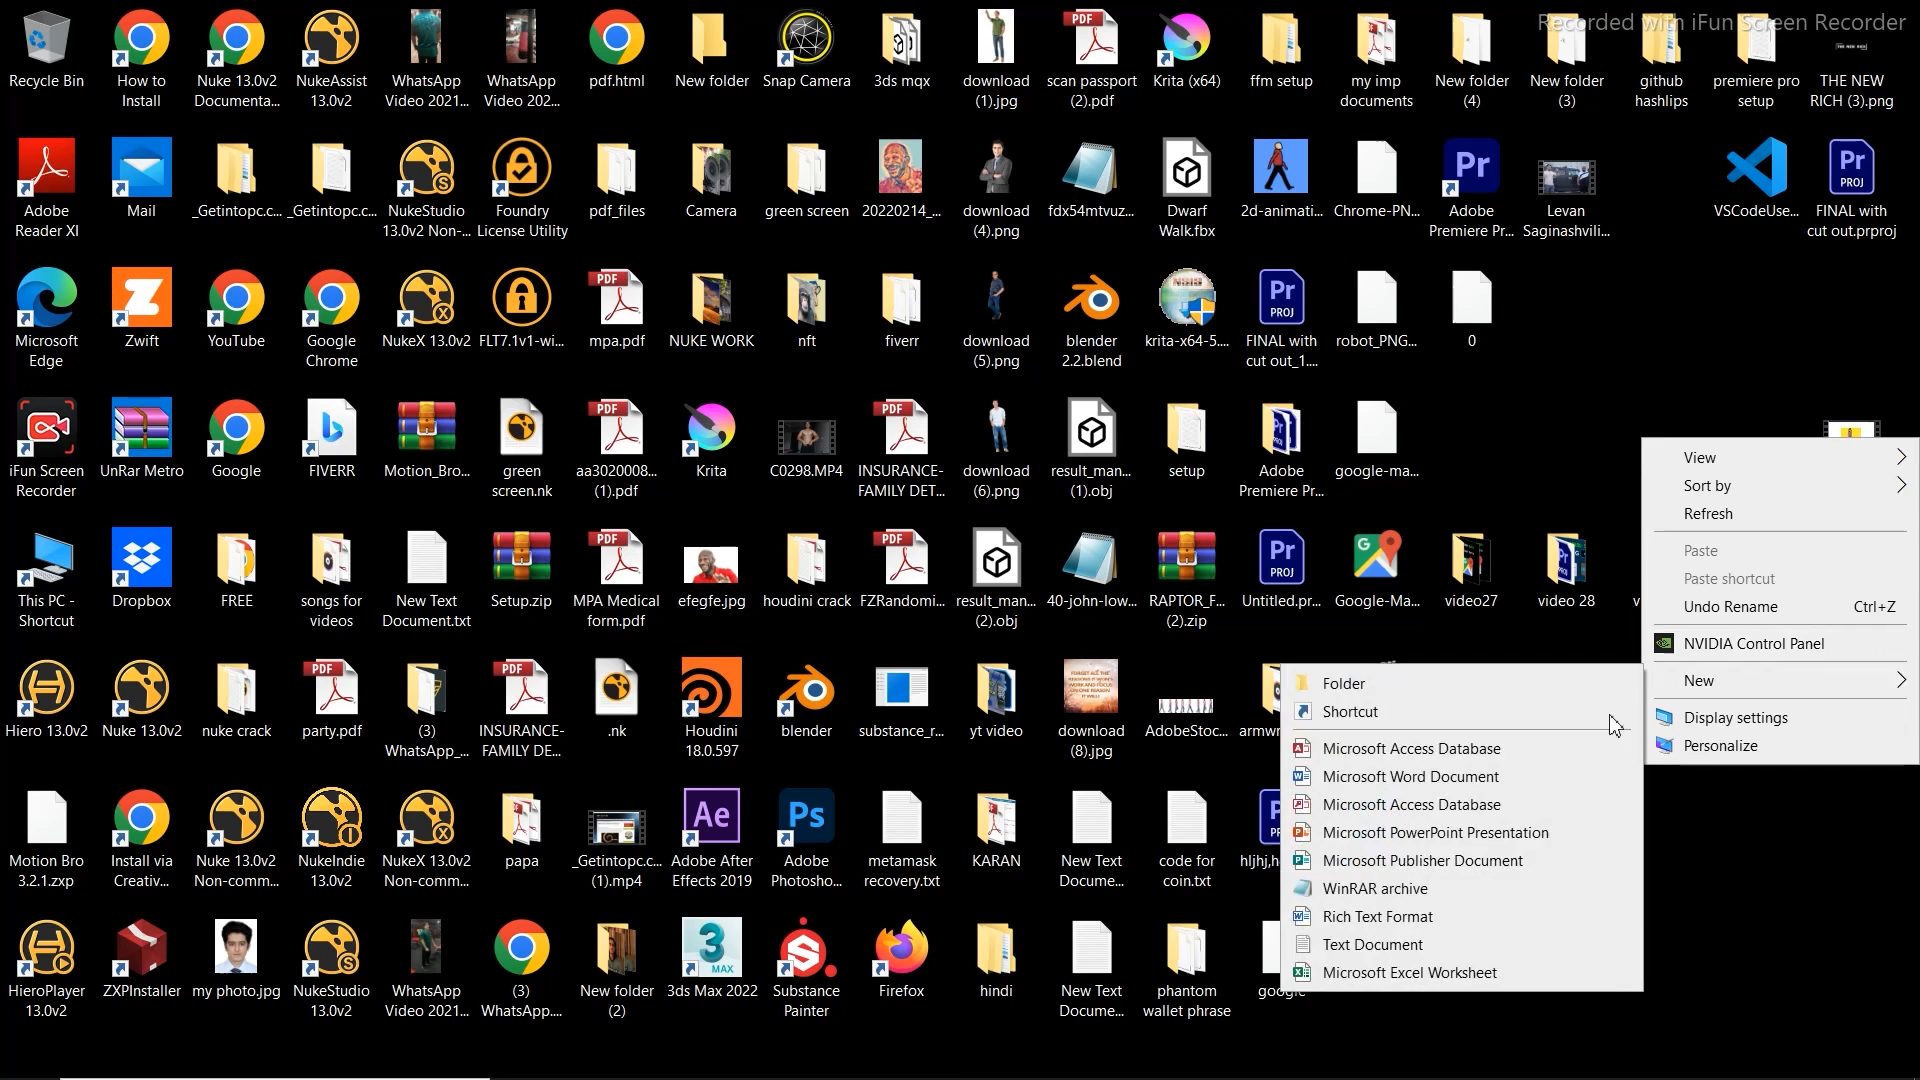 Recorded with iFun Screen Recorder
Recycle Bin
How to
Install
Nuke 13.0v2
Documenta...
NukeAssist
13.0v2
WhatsApp
Video 2021...
WhatsApp
Video 202...
pdf.html
New folder
Snap Camera
3ds mqx
download
(1).jpg
scan passport
(2).pdf
Krita (x64)
ffm setup
my imp
documents
New folder
(4)
New folder
(3)
github
hashlips
premiere pro
setup
THE NEW
RICH (3).png
Adobe
Reader XI
Mail
_Getintopc.c...
_Getintopc.c...
NukeStudio
13.0v2 Non-...
Foundry
License Utility
pdf_files
Camera
green screen
20220214_...
download
(4).png
fdx54mtvuz...
Dwarf
Walk.fbx
2d-animati...
Chrome-PN...
Adobe
Premiere Pr...
Levan
Saginashvili...
VSCodeUse...
FINAL with
cut out.prproj
Microsoft
Edge
Zwift
YouTube
Google
Chrome
NukeX 13.0v2
FLT7.1v1-wi...
mpa.pdf
NUKE WORK
nft
fiverr
download
(5).png
blender
2.2.blend
krita-x64-5....
FINAL with
cut out_1....
robot_PNG...
0
iFun Screen
Recorder
UnRar Metro
Google
FIVERR
Motion_Bro...
green
screen.nk
aa3020008...
(1).pdf
Krita
C0298.MP4
INSURANCE-
FAMILY DET...
download
(6).png
result_man...
(1).obj
setup
Adobe
Premiere Pr...
google-ma...
This PC -
Shortcut
Dropbox
FREE
songs for
videos
New Text
Document.txt
Setup.zip
MPA Medical
form.pdf
efegfe.jpg
houdini crack
FZRandomi...
result_man...
(2).obj
40-john-low...
RAPTOR_F...
(2).zip
Untitled.pr...
Google-Ma...
video27
video 28
Hiero 13.0v2
Nuke 13.0v2
nuke crack
party.pdf
(3)
WhatsApp_...
INSURANCE-
FAMILY DE...
.nk
Houdini
18.0.597
blender
substance_r...
yt video
download
(8).jpg
AdobeStoc...
armwr
Motion Bro
3.2.1.zxp
Install via
Creativ...
Nuke 13.0v2
Non-comm...
NukeIndie
13.0v2
NukeX 13.0v2
Non-comm...
papa
_Getintopc.c...
(1).mp4
Adobe After
Effects 2019
Adobe
Photosho...
metamask
recovery.txt
KARAN
New Text
Docume...
code for
coin.txt
hljhj,h
HieroPlayer
13.0v2
ZXPInstaller
my photo.jpg
NukeStudio
13.0v2
WhatsApp
Video 2021...
(3)
WhatsApp....
New folder
(2)
3ds Max 2022
Substance
Painter
Firefox
hindi
New Text
Docume...
phantom
wallet phrase
google
View
Sort by
Refresh
Paste
Paste shortcut
Undo Rename Ctrl+Z
NVIDIA Control Panel
New
Display settings
Personalize
Folder
Shortcut
Microsoft Access Database
Microsoft Word Document
Microsoft Access Database
Microsoft PowerPoint Presentation
Microsoft Publisher Document
WinRAR archive
Rich Text Format
Text Document
Microsoft Excel Worksheet